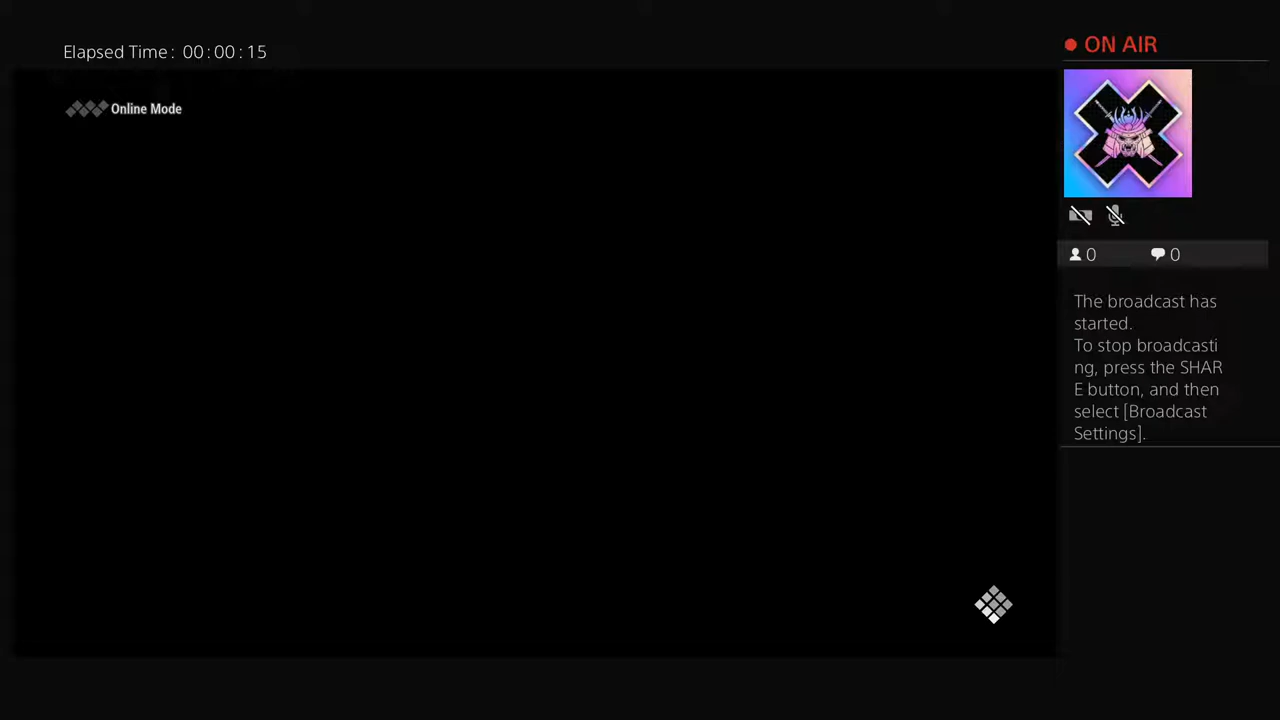 Elapsed Time: 00:00:15
ON AIR
Online Mode
0 0
The broadcast has
started.
To stop broadcasti
ng, press the SHAR
E button, and then
select [Broadcast
Settings].